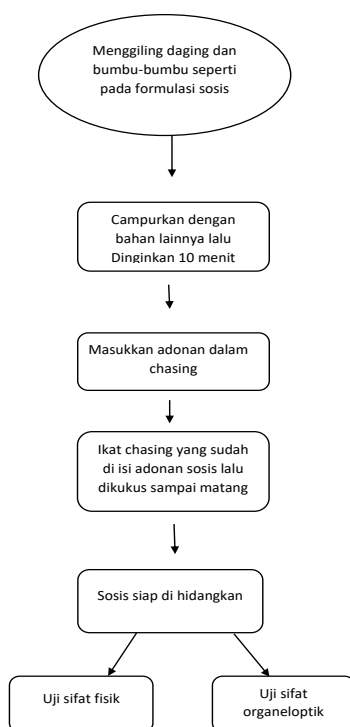 Menggiling daging dan
bumbu-bumbu seperti
pada formulasi sosis
Campurkan dengan
bahan lainnya lalu
Dinginkan 10 menit
Masukkan adonan dalam
chasing
Ikat chasing yang sudah
di isi adonan sosis lalu
dikukus sampai matang
Sosis siap di hidangkan
Uji sifat fisik
Uji sifat
organeloptik